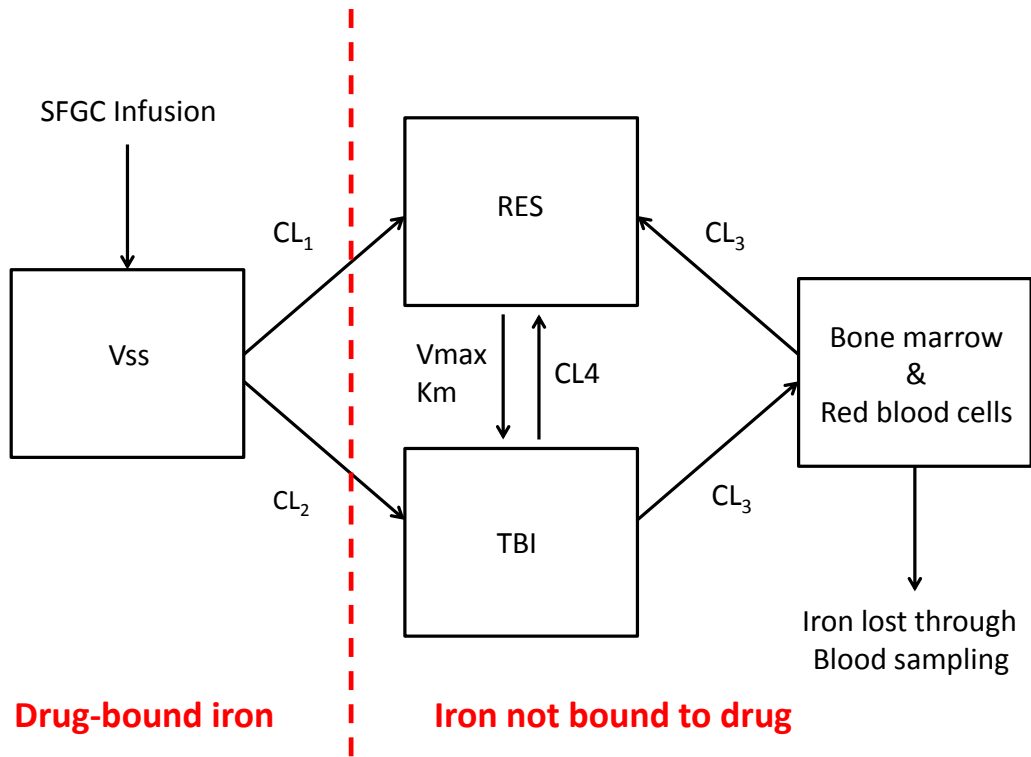 SFGC Infusion
Vss
CL₁
CL₂
RES
Vmax
Km
CL4
TBI
CL₃
CL₃
Bone marrow
&
Red blood cells
Iron lost through
Blood sampling
Drug-bound iron
Iron not bound to drug